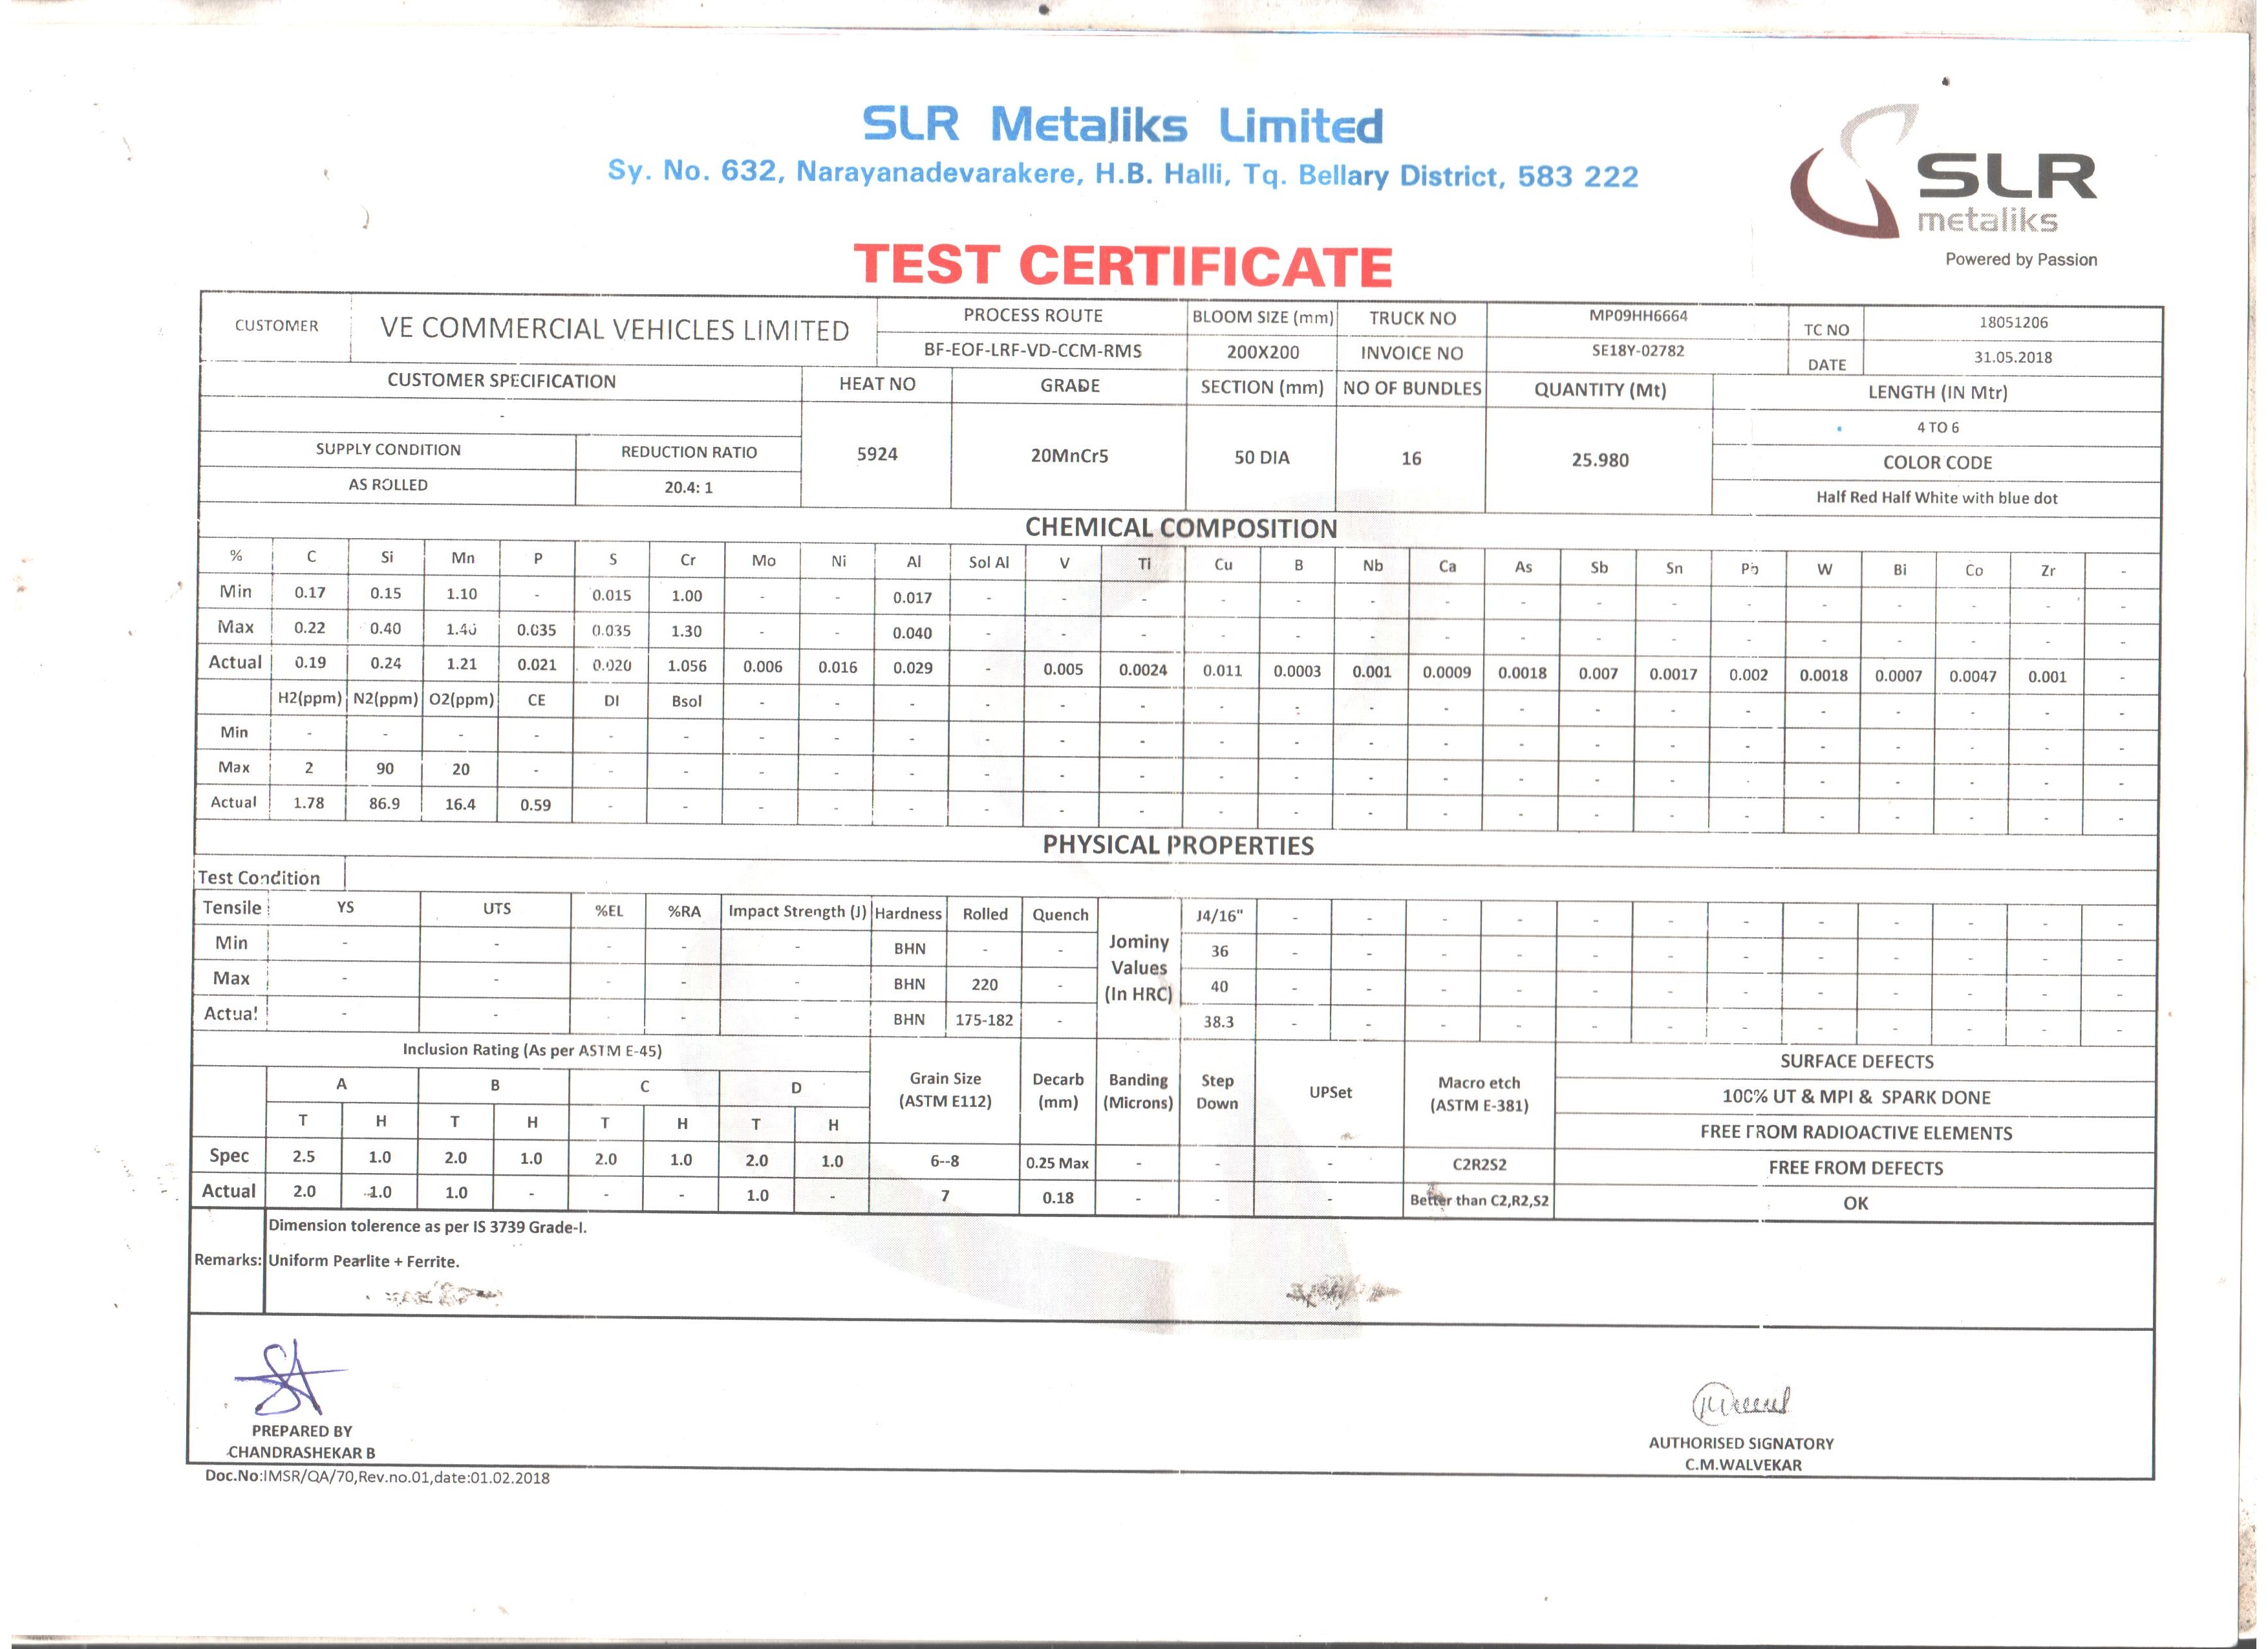 SLR Metaliks Limited
Sy. No. 632, Narayanadevarakere, H.B. Halli, Tq. Bellary District, 583 222
SLR
metaliks
Powered by Passion
TEST CERTIFICATE
CUSTOMER VE COMMERCIAL VEHICLES LIMITED PROCESS ROUTE BLOOM SIZE (mm) TRUCK NO MP09HH6664 TC NO 18051206
BF-EOF-LRF-VD-CCM-RMS 200X200 INVOICE NO SE18Y-02782 DATE 31.05.2018
CUSTOMER SPECIFICATION HEAT NO GRADE SECTION (mm) NO OF BUNDLES QUANTITY (Mt) LENGTH (IN Mtr)
- 4 TO 6
SUPPLY CONDITION REDUCTION RATIO 5924 20MnCr5 50 DIA 16 25.980 COLOR CODE
AS ROLLED 20.4: 1 Half Red Half White with blue dot
CHEMICAL COMPOSITION
% C Si Mn P S Cr Mo Ni Al Sol Al V Ti Cu B Nb Ca As Sb Sn Pb W Bi Co Zr -
Min 0.17 0.15 1.10 - 0.015 1.00 - - 0.017 - - - - - - - - - - - - - - - -
Max 0.22 0.40 1.40 0.035 0.035 1.30 - - 0.040 - - - - - - - - - - - - - - - -
Actual 0.19 0.24 1.21 0.021 0.020 1.056 0.006 0.016 0.029 - 0.005 0.0024 0.011 0.0003 0.001 0.0009 0.0018 0.007 0.0017 0.002 0.0018 0.0007 0.0047 0.001 -
H2(ppm) N2(ppm) O2(ppm) CE DI Bsol - - - - - - - - - - - - - - - - - - -
Min - - - - - - - - - - - - - - - - - - - - - - - - -
Max 2 90 20 - - - - - - - - - - - - - - - - - - - - - -
Actual 1.78 86.9 16.4 0.59 - - - - - - - - - - - - - - - - - - - - -
PHYSICAL PROPERTIES
Test Condition
Tensile YS UTS %EL %RA Impact Strength (J) Hardness Rolled Quench Jominy Values (In HRC) J4/16" - - - - - - - - - - - -
Min - - - - - BHN - - 36 - - - - - - - - - - - -
Max - - - - - BHN 220 - 40 - - - - - - - - - - - -
Actual - - - - - BHN 175-182 - 38.3 - - - - - - - - - - - -
Inclusion Rating (As per ASTM E-45) Grain Size (ASTM E112) Decarb (mm) Banding (Microns) Step Down UPSet Macro etch (ASTM E-381) SURFACE DEFECTS
A B C D 100% UT & MPI & SPARK DONE
T H T H T H T H FREE FROM RADIOACTIVE ELEMENTS
Spec 2.5 1.0 2.0 1.0 2.0 1.0 2.0 1.0 6--8 0.25 Max - - - C2R2S2 FREE FROM DEFECTS
Actual 2.0 1.0 1.0 - - - 1.0 - 7 0.18 - - - Better than C2,R2,S2 OK
Dimension tolerence as per IS 3739 Grade-I.
Remarks: Uniform Pearlite + Ferrite.
PREPARED BY
CHANDRASHEKAR B
AUTHORISED SIGNATORY
C.M.WALVEKAR
Doc.No:IMSR/QA/70,Rev.no.01,date:01.02.2018